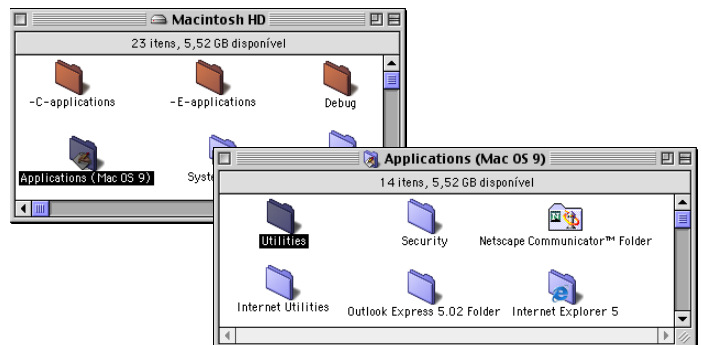 Macintosh HD
23 itens, 5,52 GB disponível
-C-applications
-E-applications
Debug
Applications (Mac OS 9)
Applications (Mac OS 9)
14 itens, 5,52 GB disponível
Utilities
Security
Netscape Communicator™ Folder
Internet Utilities
Outlook Express 5.02 Folder
Internet Explorer 5